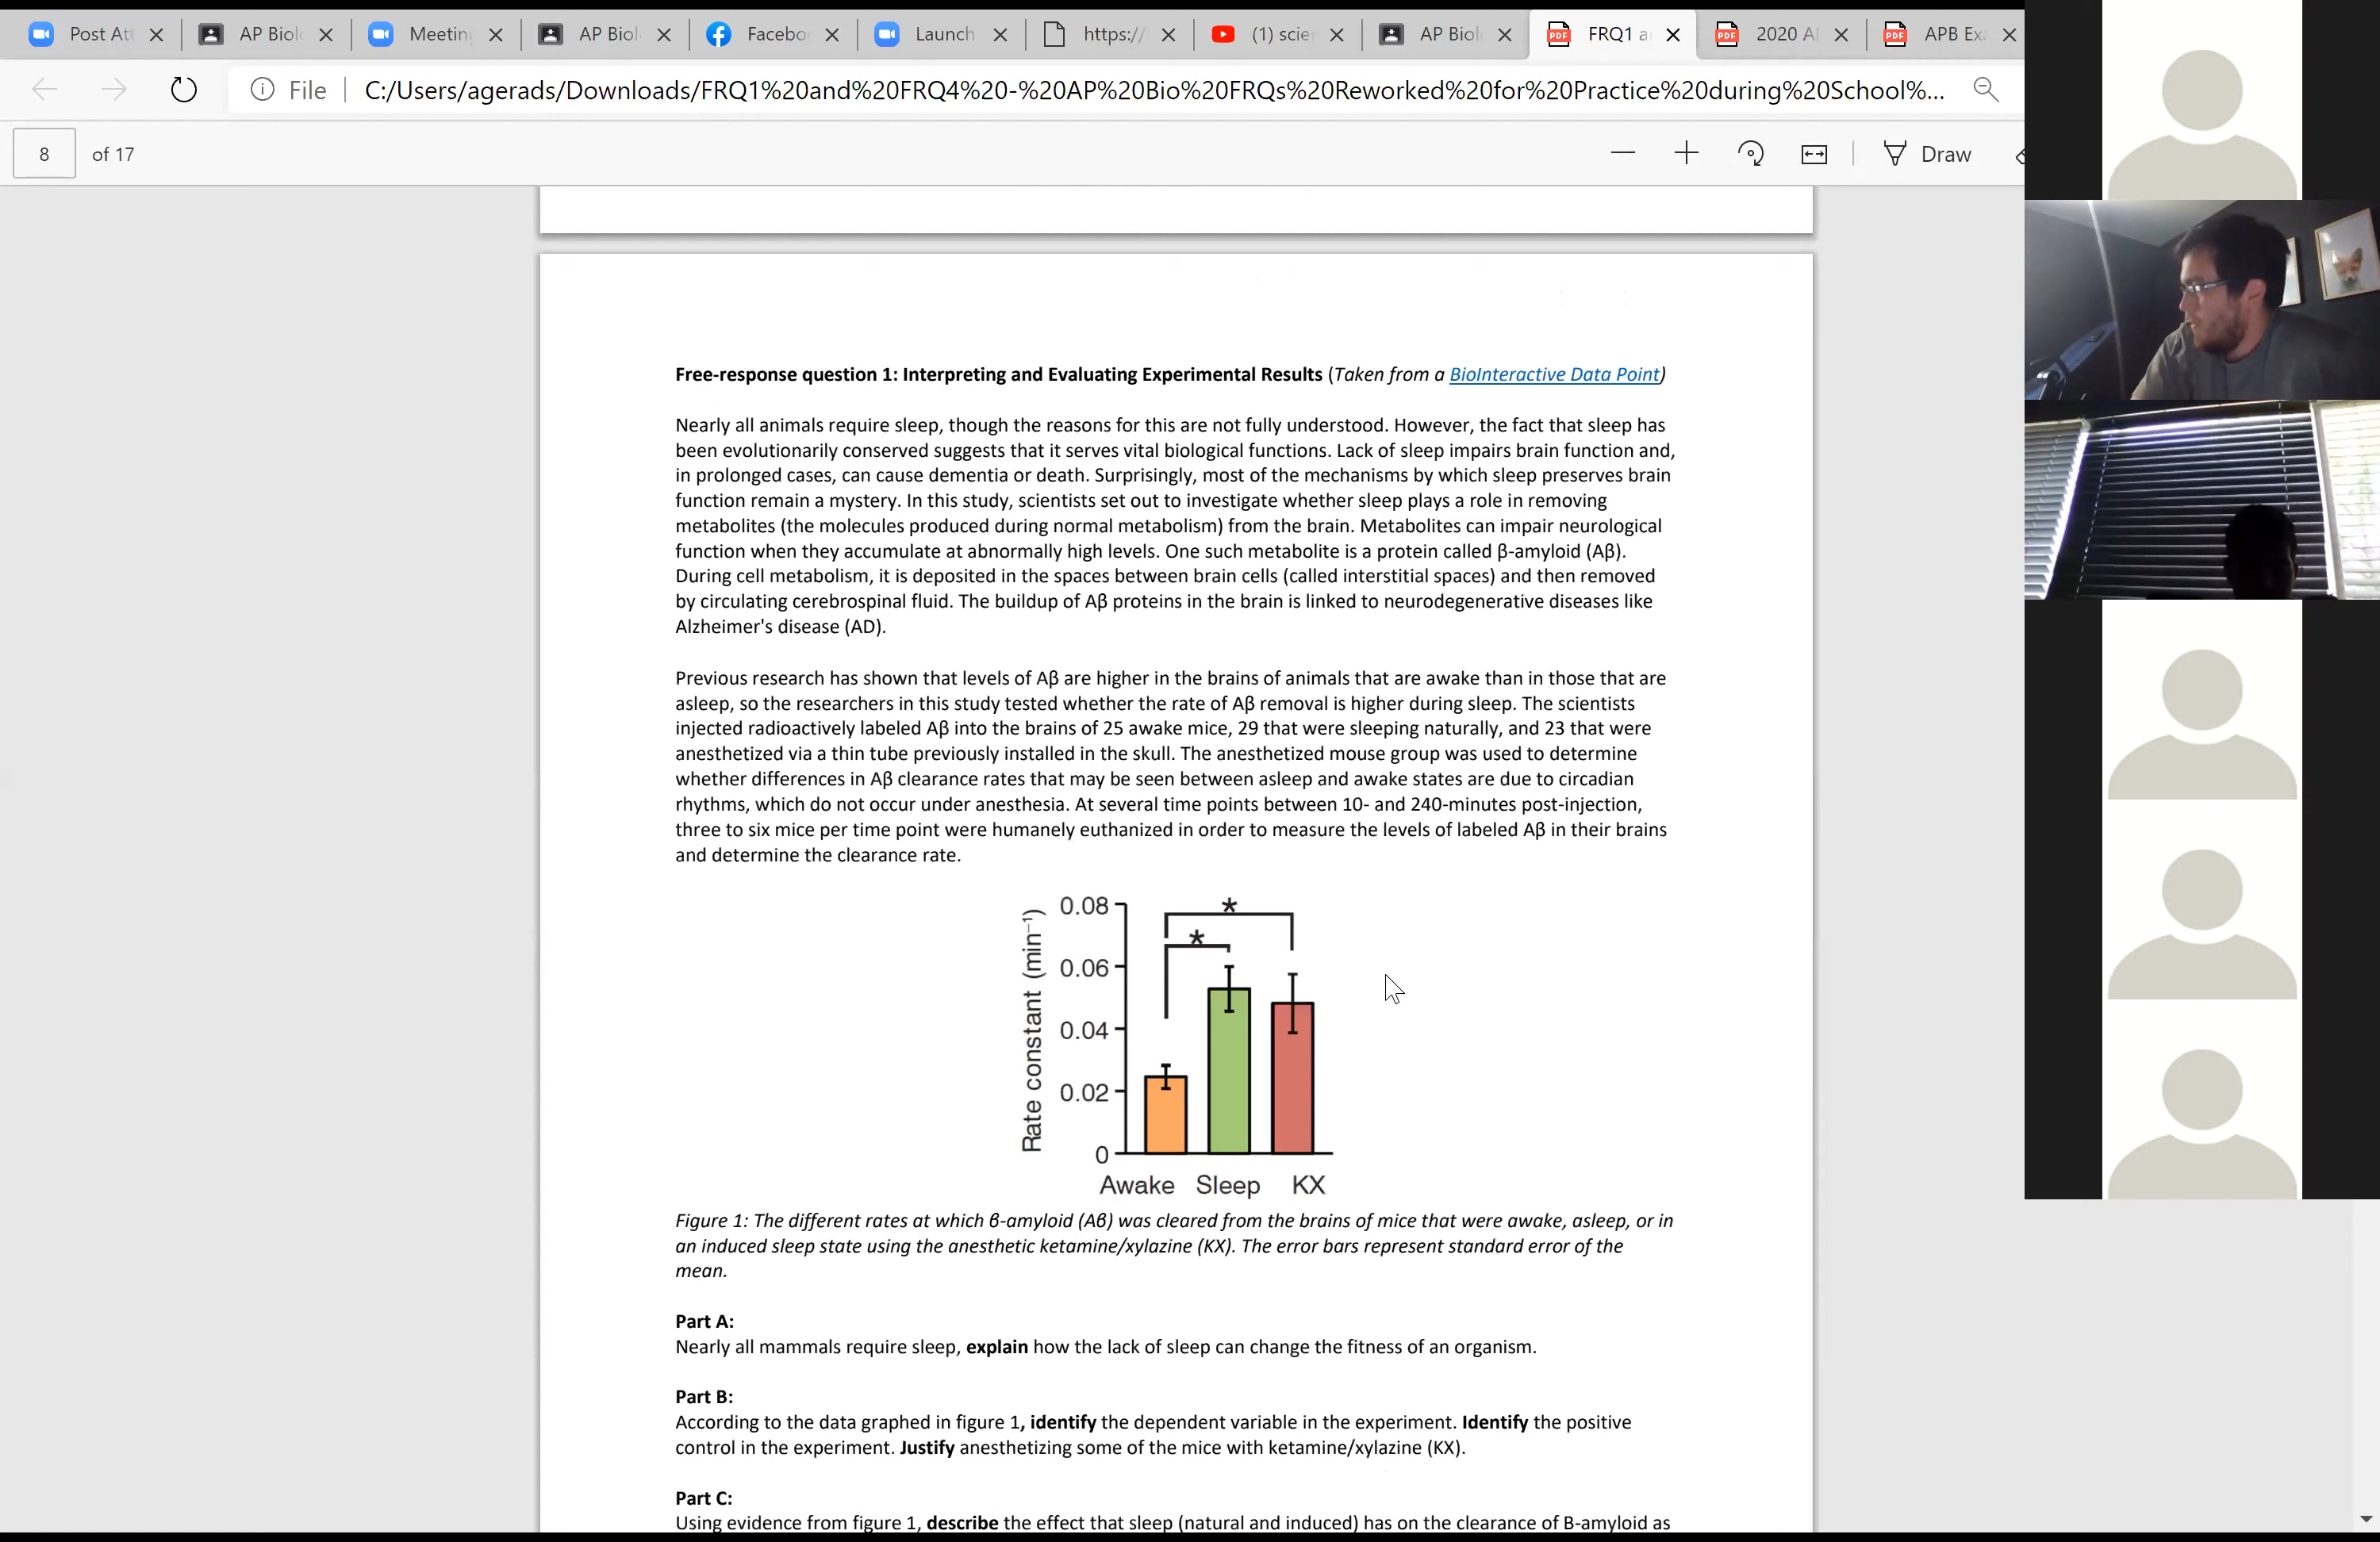 Post Att
AP Biol
Meeting
AP Biol
Facebo
Launch
https://
(1) scie
AP Biol
FRQ1 a
2020 A
APB Ex
File
C:/Users/agerads/Downloads/FRQ1%20and%20FRQ4%20-%20AP%20Bio%20FRQs%20Reworked%20for%20Practice%20during%20School%...
8 of 17
Draw
Free-response question 1: Interpreting and Evaluating Experimental Results (Taken from a BioInteractive Data Point)
Nearly all animals require sleep, though the reasons for this are not fully understood. However, the fact that sleep has
been evolutionarily conserved suggests that it serves vital biological functions. Lack of sleep impairs brain function and,
in prolonged cases, can cause dementia or death. Surprisingly, most of the mechanisms by which sleep preserves brain
function remain a mystery. In this study, scientists set out to investigate whether sleep plays a role in removing
metabolites (the molecules produced during normal metabolism) from the brain. Metabolites can impair neurological
function when they accumulate at abnormally high levels. One such metabolite is a protein called β-amyloid (Aβ).
During cell metabolism, it is deposited in the spaces between brain cells (called interstitial spaces) and then removed
by circulating cerebrospinal fluid. The buildup of Aβ proteins in the brain is linked to neurodegenerative diseases like
Alzheimer's disease (AD).
Previous research has shown that levels of Aβ are higher in the brains of animals that are awake than in those that are
asleep, so the researchers in this study tested whether the rate of Aβ removal is higher during sleep. The scientists
injected radioactively labeled Aβ into the brains of 25 awake mice, 29 that were sleeping naturally, and 23 that were
anesthetized via a thin tube previously installed in the skull. The anesthetized mouse group was used to determine
whether differences in Aβ clearance rates that may be seen between asleep and awake states are due to circadian
rhythms, which do not occur under anesthesia. At several time points between 10- and 240-minutes post-injection,
three to six mice per time point were humanely euthanized in order to measure the levels of labeled Aβ in their brains
and determine the clearance rate.
Rate constant (min⁻¹)
0.08
0.06
0.04
0.02
0
*
*
Awake Sleep KX
Figure 1: The different rates at which β-amyloid (Aβ) was cleared from the brains of mice that were awake, asleep, or in
an induced sleep state using the anesthetic ketamine/xylazine (KX). The error bars represent standard error of the
mean.
Part A:
Nearly all mammals require sleep, explain how the lack of sleep can change the fitness of an organism.
Part B:
According to the data graphed in figure 1, identify the dependent variable in the experiment. Identify the positive
control in the experiment. Justify anesthetizing some of the mice with ketamine/xylazine (KX).
Part C:
Using evidence from figure 1, describe the effect that sleep (natural and induced) has on the clearance of B-amyloid as